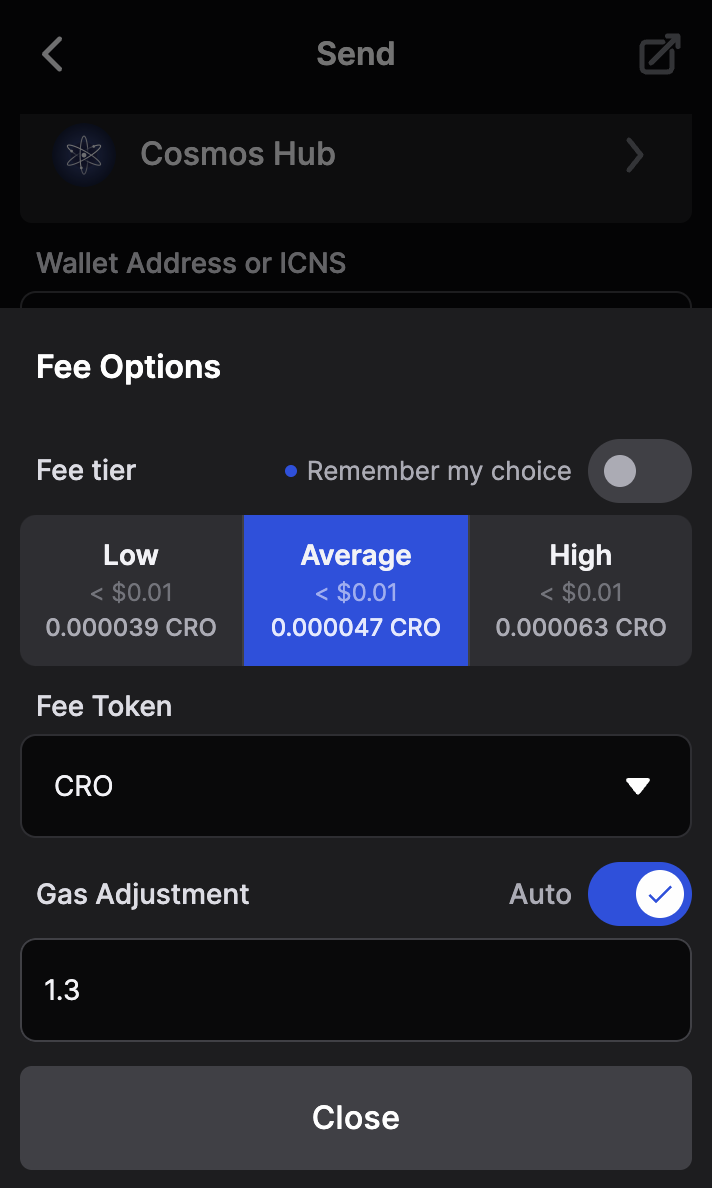 Send
Cosmos Hub
Wallet Address or ICNS
Fee Options
Fee tier
Remember my choice
Low
< $0.01
0.000039 CRO
Average
< $0.01
0.000047 CRO
High
< $0.01
0.000063 CRO
Fee Token
CRO
Gas Adjustment
Auto
1.3
Close